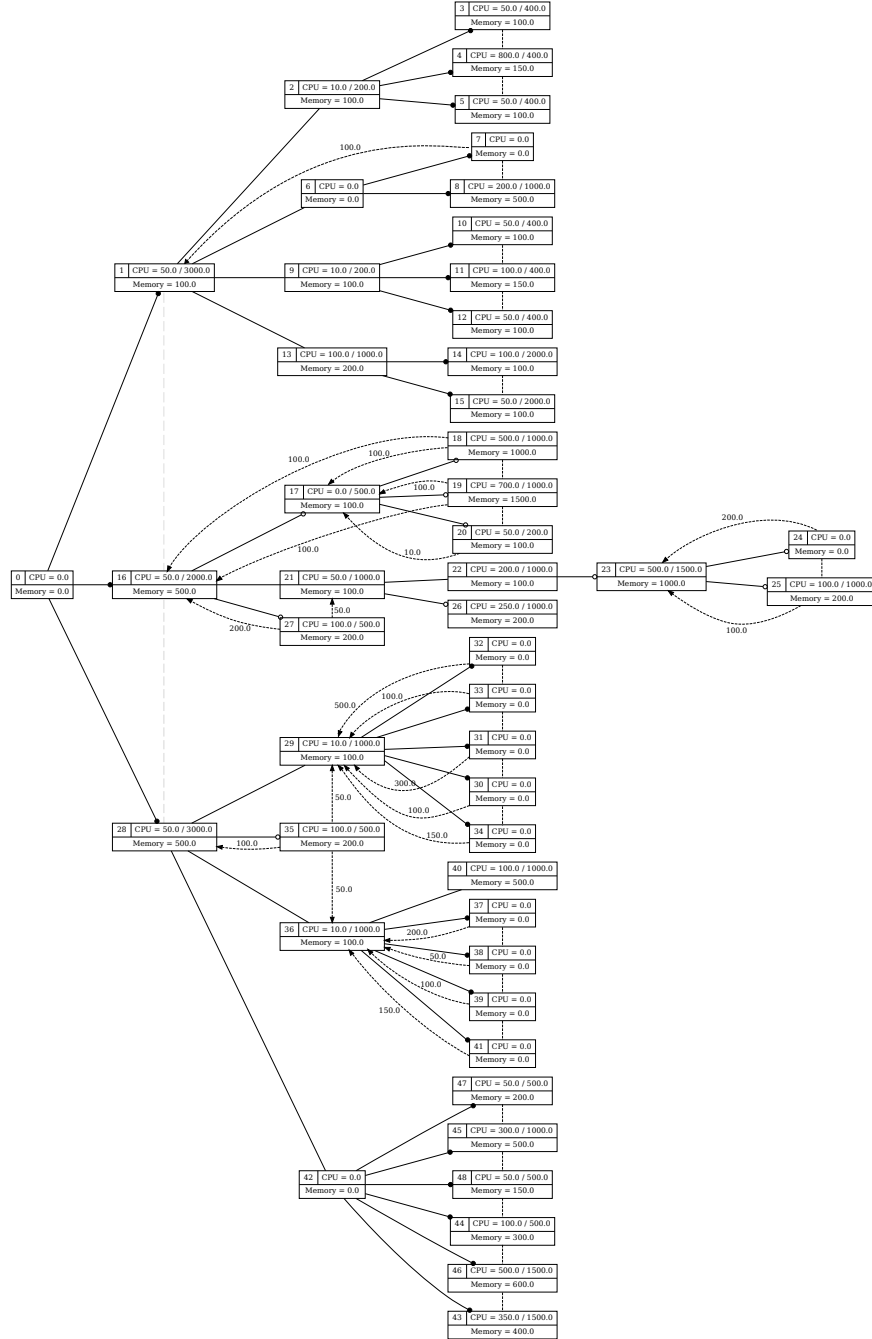 3 CPU = 50.0 / 400.0
Memory = 100.0
4 CPU = 800.0 / 400.0
Memory = 150.0
2 CPU = 10.0 / 200.0
Memory = 100.0
5 CPU = 50.0 / 400.0
Memory = 100.0
7 CPU = 0.0
Memory = 0.0
100.0
6 CPU = 0.0
Memory = 0.0
8 CPU = 200.0 / 1000.0
Memory = 500.0
10 CPU = 50.0 / 400.0
Memory = 100.0
1 CPU = 50.0 / 3000.0
Memory = 100.0
9 CPU = 10.0 / 200.0
Memory = 100.0
11 CPU = 100.0 / 400.0
Memory = 150.0
12 CPU = 50.0 / 400.0
Memory = 100.0
13 CPU = 100.0 / 1000.0
Memory = 200.0
14 CPU = 100.0 / 2000.0
Memory = 100.0
15 CPU = 50.0 / 2000.0
Memory = 100.0
18 CPU = 500.0 / 1000.0
Memory = 1000.0
100.0
100.0
17 CPU = 0.0 / 500.0
Memory = 100.0
100.0
19 CPU = 700.0 / 1000.0
Memory = 1500.0
20 CPU = 50.0 / 200.0
Memory = 100.0
100.0
10.0
200.0
24 CPU = 0.0
Memory = 0.0
0 CPU = 0.0
Memory = 0.0
16 CPU = 50.0 / 2000.0
Memory = 500.0
21 CPU = 50.0 / 1000.0
Memory = 100.0
22 CPU = 200.0 / 1000.0
Memory = 100.0
23 CPU = 500.0 / 1500.0
Memory = 1000.0
25 CPU = 100.0 / 1000.0
Memory = 200.0
50.0
26 CPU = 250.0 / 1000.0
Memory = 200.0
200.0
27 CPU = 100.0 / 500.0
Memory = 200.0
100.0
32 CPU = 0.0
Memory = 0.0
500.0
100.0
33 CPU = 0.0
Memory = 0.0
29 CPU = 10.0 / 1000.0
Memory = 100.0
31 CPU = 0.0
Memory = 0.0
300.0
30 CPU = 0.0
Memory = 0.0
50.0
100.0
28 CPU = 50.0 / 3000.0
Memory = 500.0
100.0
35 CPU = 100.0 / 500.0
Memory = 200.0
150.0
34 CPU = 0.0
Memory = 0.0
40 CPU = 100.0 / 1000.0
Memory = 500.0
50.0
37 CPU = 0.0
Memory = 0.0
36 CPU = 10.0 / 1000.0
Memory = 100.0
200.0
50.0
38 CPU = 0.0
Memory = 0.0
100.0
39 CPU = 0.0
Memory = 0.0
150.0
41 CPU = 0.0
Memory = 0.0
47 CPU = 50.0 / 500.0
Memory = 200.0
45 CPU = 300.0 / 1000.0
Memory = 500.0
42 CPU = 0.0
Memory = 0.0
48 CPU = 50.0 / 500.0
Memory = 150.0
44 CPU = 100.0 / 500.0
Memory = 300.0
46 CPU = 500.0 / 1500.0
Memory = 600.0
43 CPU = 350.0 / 1500.0
Memory = 400.0